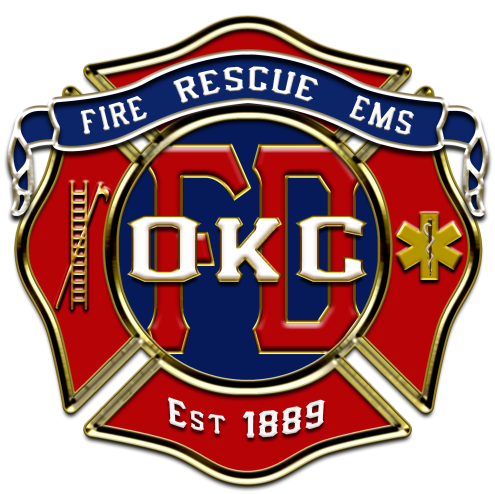 FIRE RESCUE EMS
FD
OKC
EST 1889